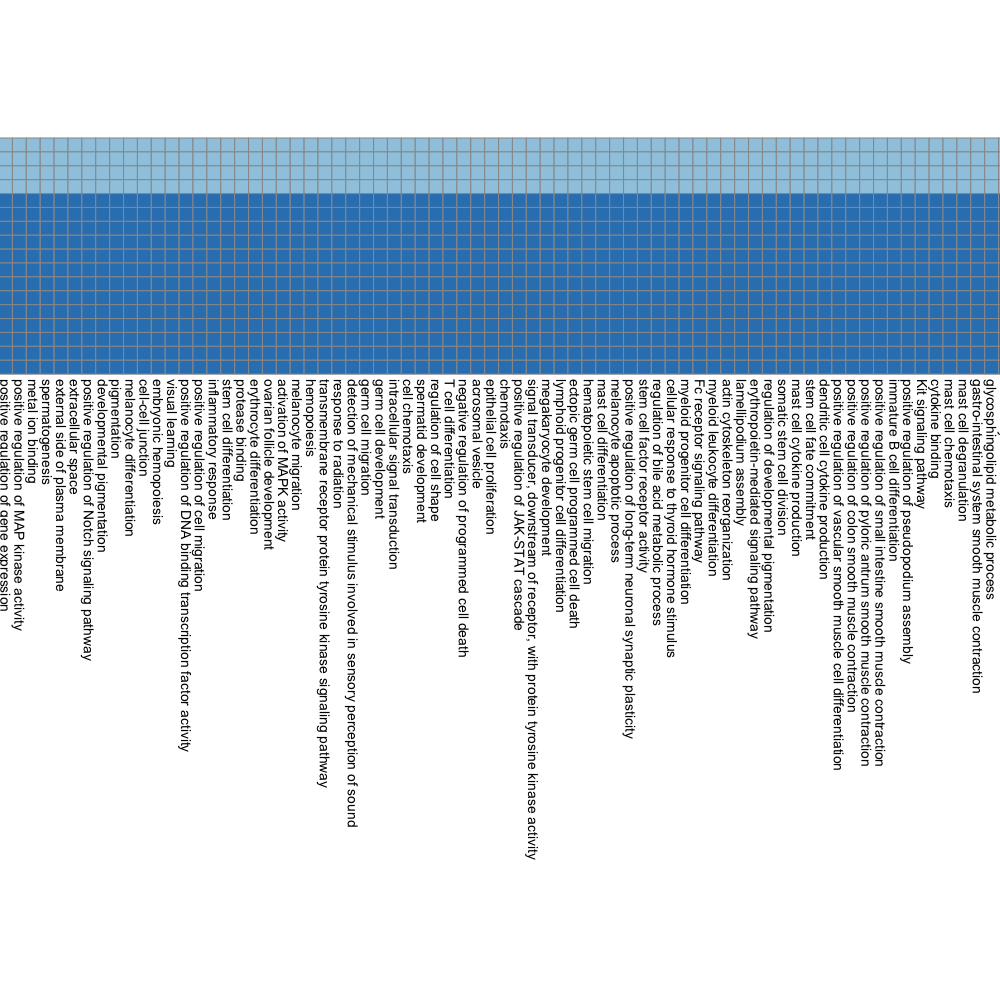 positive regulation of gene expression
positive regulation of MAP kinase activity
metal ion binding
spermatogenesis
external side of plasma membrane
extracellular space
positive regulation of Notch signaling pathway
developmental pigmentation
pigmentation
melanocyte differentiation
cell-cell junction
embryonic hemopoiesis
visual learning
positive regulation of DNA binding transcription factor activity
positive regulation of cell migration
inflammatory response
stem cell differentiation
protease binding
erythrocyte differentiation
ovarian follicle development
activation of MAPK activity
melanocyte migration
hemopoiesis
transmembrane receptor protein tyrosine kinase signaling pathway
response to radiation
detection of mechanical stimulus involved in sensory perception of sound
germ cell migration
germ cell development
intracellular signal transduction
cell chemotaxis
spermatid development
regulation of cell shape
T cell differentiation
negative regulation of programmed cell death
acrosomal vesicle
epithelial cell proliferation
chemotaxis
positive regulation of JAK-STAT cascade
signal transducer, downstream of receptor, with protein tyrosine kinase activity
megakaryocyte development
lymphoid progenitor cell differentiation
ectopic germ cell programmed cell death
hematopoietic stem cell migration
mast cell differentiation
melanocyte apoptotic process
positive regulation of long-term neuronal synaptic plasticity
stem cell factor receptor activity
regulation of bile acid metabolic process
cellular response to thyroid hormone stimulus
myeloid progenitor cell differentiation
Fc receptor signaling pathway
myeloid leukocyte differentiation
actin cytoskeleton reorganization
lamellipodium assembly
erythropoietin-mediated signaling pathway
regulation of developmental pigmentation
somatic stem cell division
mast cell cytokine production
stem cell fate commitment
dendritic cell cytokine production
positive regulation of vascular smooth muscle cell differentiation
positive regulation of colon smooth muscle contraction
positive regulation of pyloric antrum smooth muscle contraction
positive regulation of small intestine smooth muscle contraction
immature B cell differentiation
positive regulation of pseudopodium assembly
Kit signaling pathway
cytokine binding
mast cell chemotaxis
mast cell degranulation
gastro-intestinal system smooth muscle contraction
glycosphingolipid metabolic process